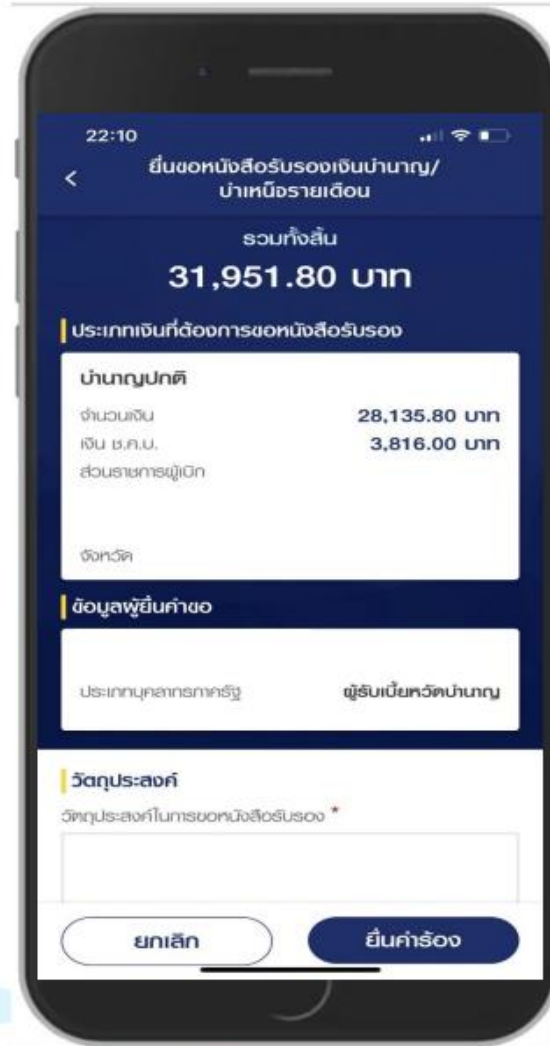 22:10
ยื่นขอหนังสือรับรองเงินบำนาญ/
บำเหน็จรายเดือน
รวมทั้งสิ้น
31,951.80 บาท
ประเภทเงินที่ต้องการขอหนังสือรับรอง
บำนาญปกติ
จำนวนเงิน 28,135.80 บาท
เงิน ช.ค.บ. 3,816.00 บาท
ส่วนราชการผู้เบิก
จังหวัด
ข้อมูลผู้ยื่นคำขอ
ประเภทบุคลากรภาครัฐ ผู้รับเบี้ยหวัดบำนาญ
วัตถุประสงค์
วัตถุประสงค์ในการขอหนังสือรับรอง *
ยกเลิก ยื่นคำร้อง